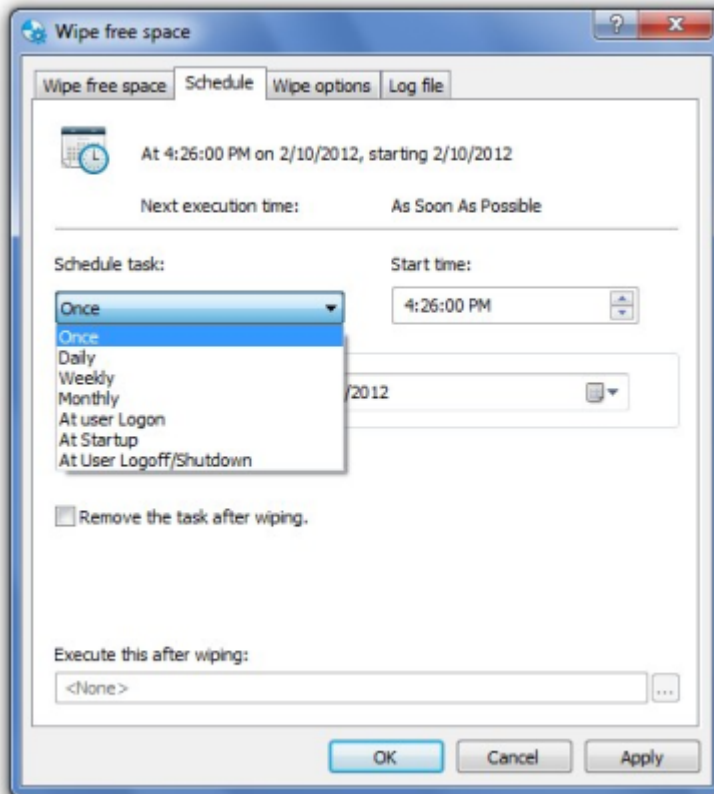 Wipe free space
Wipe free space Schedule Wipe options Log file
At 4:26:00 PM on 2/10/2012, starting 2/10/2012
Next execution time: As Soon As Possible
Schedule task: Start time:
Once 4:26:00 PM
Once
Daily
Weekly
Monthly /2012
At user Logon
At Startup
At User Logoff/Shutdown
Remove the task after wiping.
Execute this after wiping:
<None> ...
OK Cancel Apply